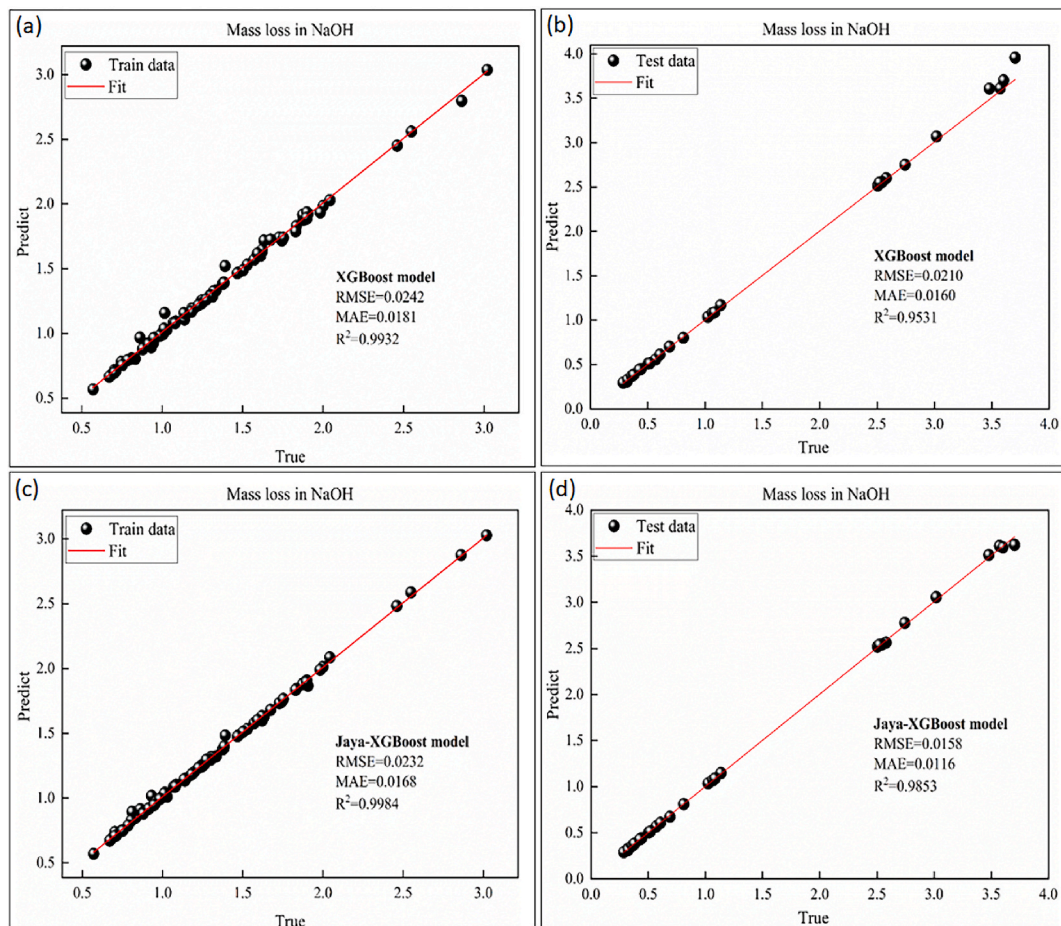 (a)
Mass loss in NaOH
Train data
Fit
3.0
2.5
2.0
1.5
1.0
0.5
Predict
XGBoost model
RMSE=0.0242
MAE=0.0181
R²=0.9932
0.5 1.0 1.5 2.0 2.5 3.0
True
(b)
Mass loss in NaOH
Test data
Fit
4.0
3.5
3.0
2.5
2.0
1.5
1.0
0.5
0.0
Predict
XGBoost model
RMSE=0.0210
MAE=0.0160
R²=0.9531
0.0 0.5 1.0 1.5 2.0 2.5 3.0 3.5 4.0
True
(c)
Mass loss in NaOH
Train data
Fit
3.0
2.5
2.0
1.5
1.0
0.5
Predict
Jaya-XGBoost model
RMSE=0.0232
MAE=0.0168
R²=0.9984
0.5 1.0 1.5 2.0 2.5 3.0
True
(d)
Mass loss in NaOH
Test data
Fit
4.0
3.5
3.0
2.5
2.0
1.5
1.0
0.5
0.0
Predict
Jaya-XGBoost model
RMSE=0.0158
MAE=0.0116
R²=0.9853
0.0 0.5 1.0 1.5 2.0 2.5 3.0 3.5 4.0
True